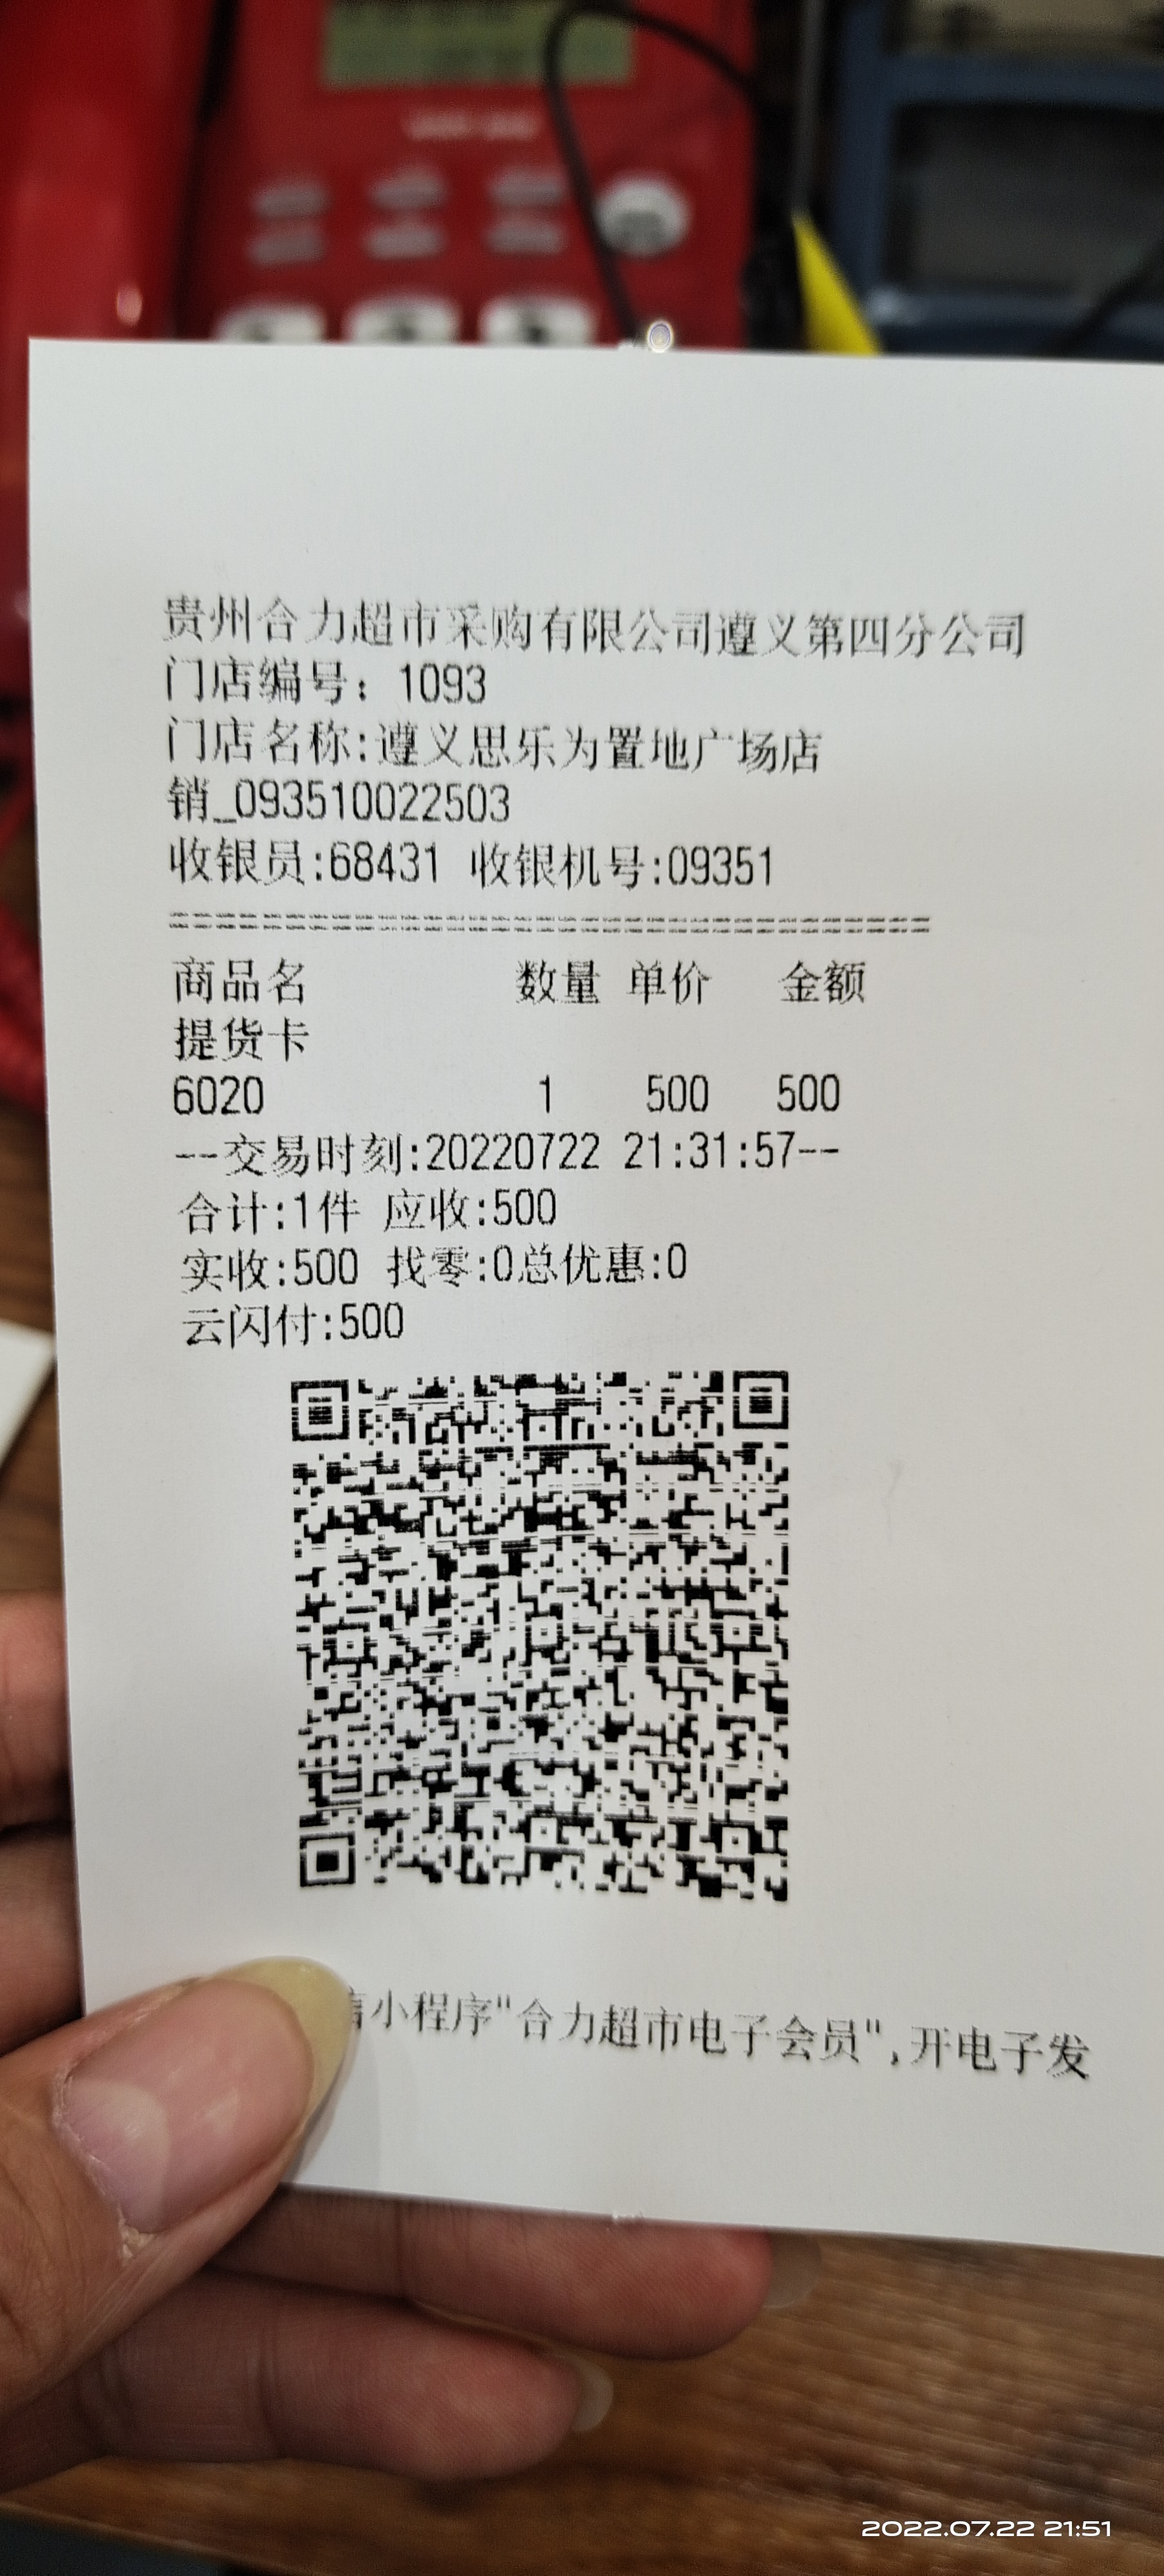 贵州合力超市采购有限公司遵义第四分公司
门店编号：1093
门店名称:遵义思乐为置地广场店
销_093510022503
收银员:68431 收银机号:09351
商品名 数量 单价 金额
提货卡
6020 1 500 500
--交易时刻:20220722 21:31:57--
合计:1件 应收:500
实收:500 找零:0总优惠:0
云闪付:500
小程序"合力超市电子会员",开电子发
2022.07.22 21:51